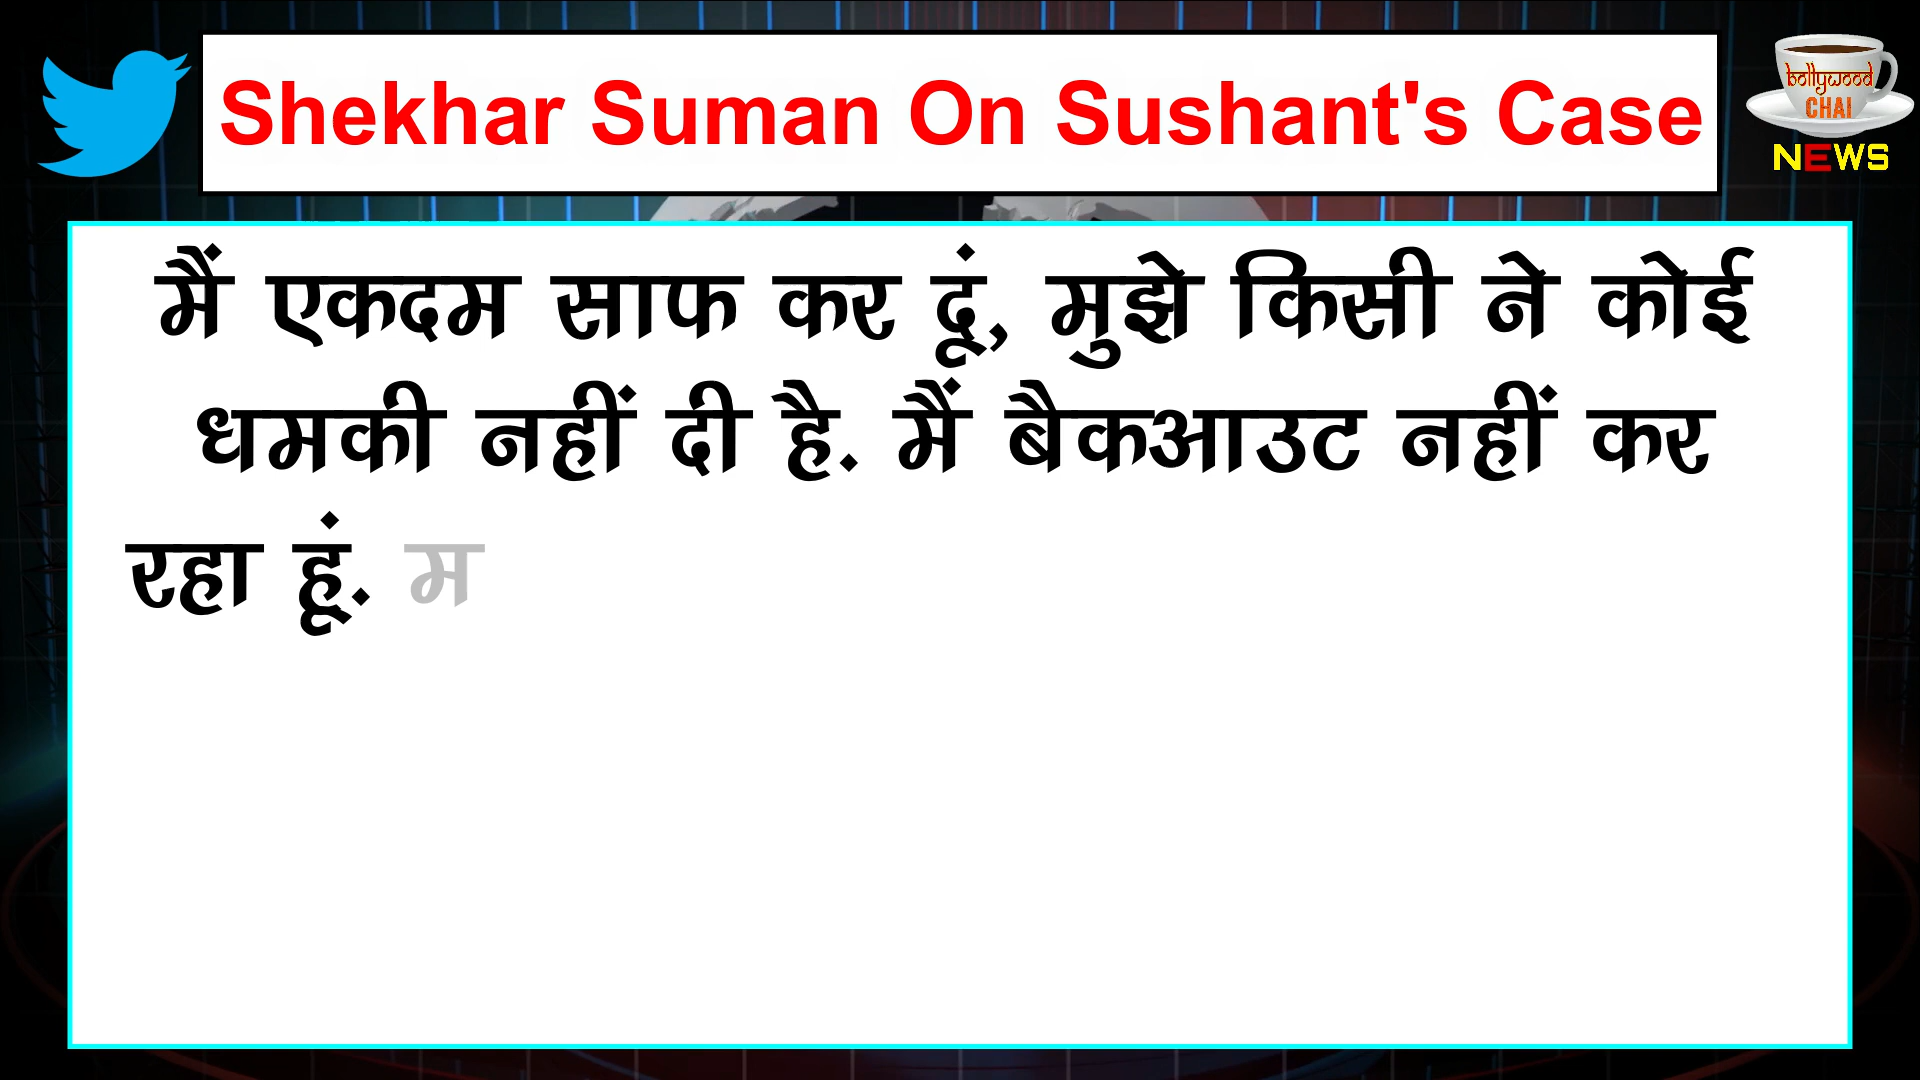 Shekhar Suman On Sushant's Case
bollywood
CHAI
NEWS
मैं एकदम साफ कर दूं, मुझे किसी ने कोई
धमकी नहीं दी है. मैं बैकआउट नहीं कर
रहा हूं. म